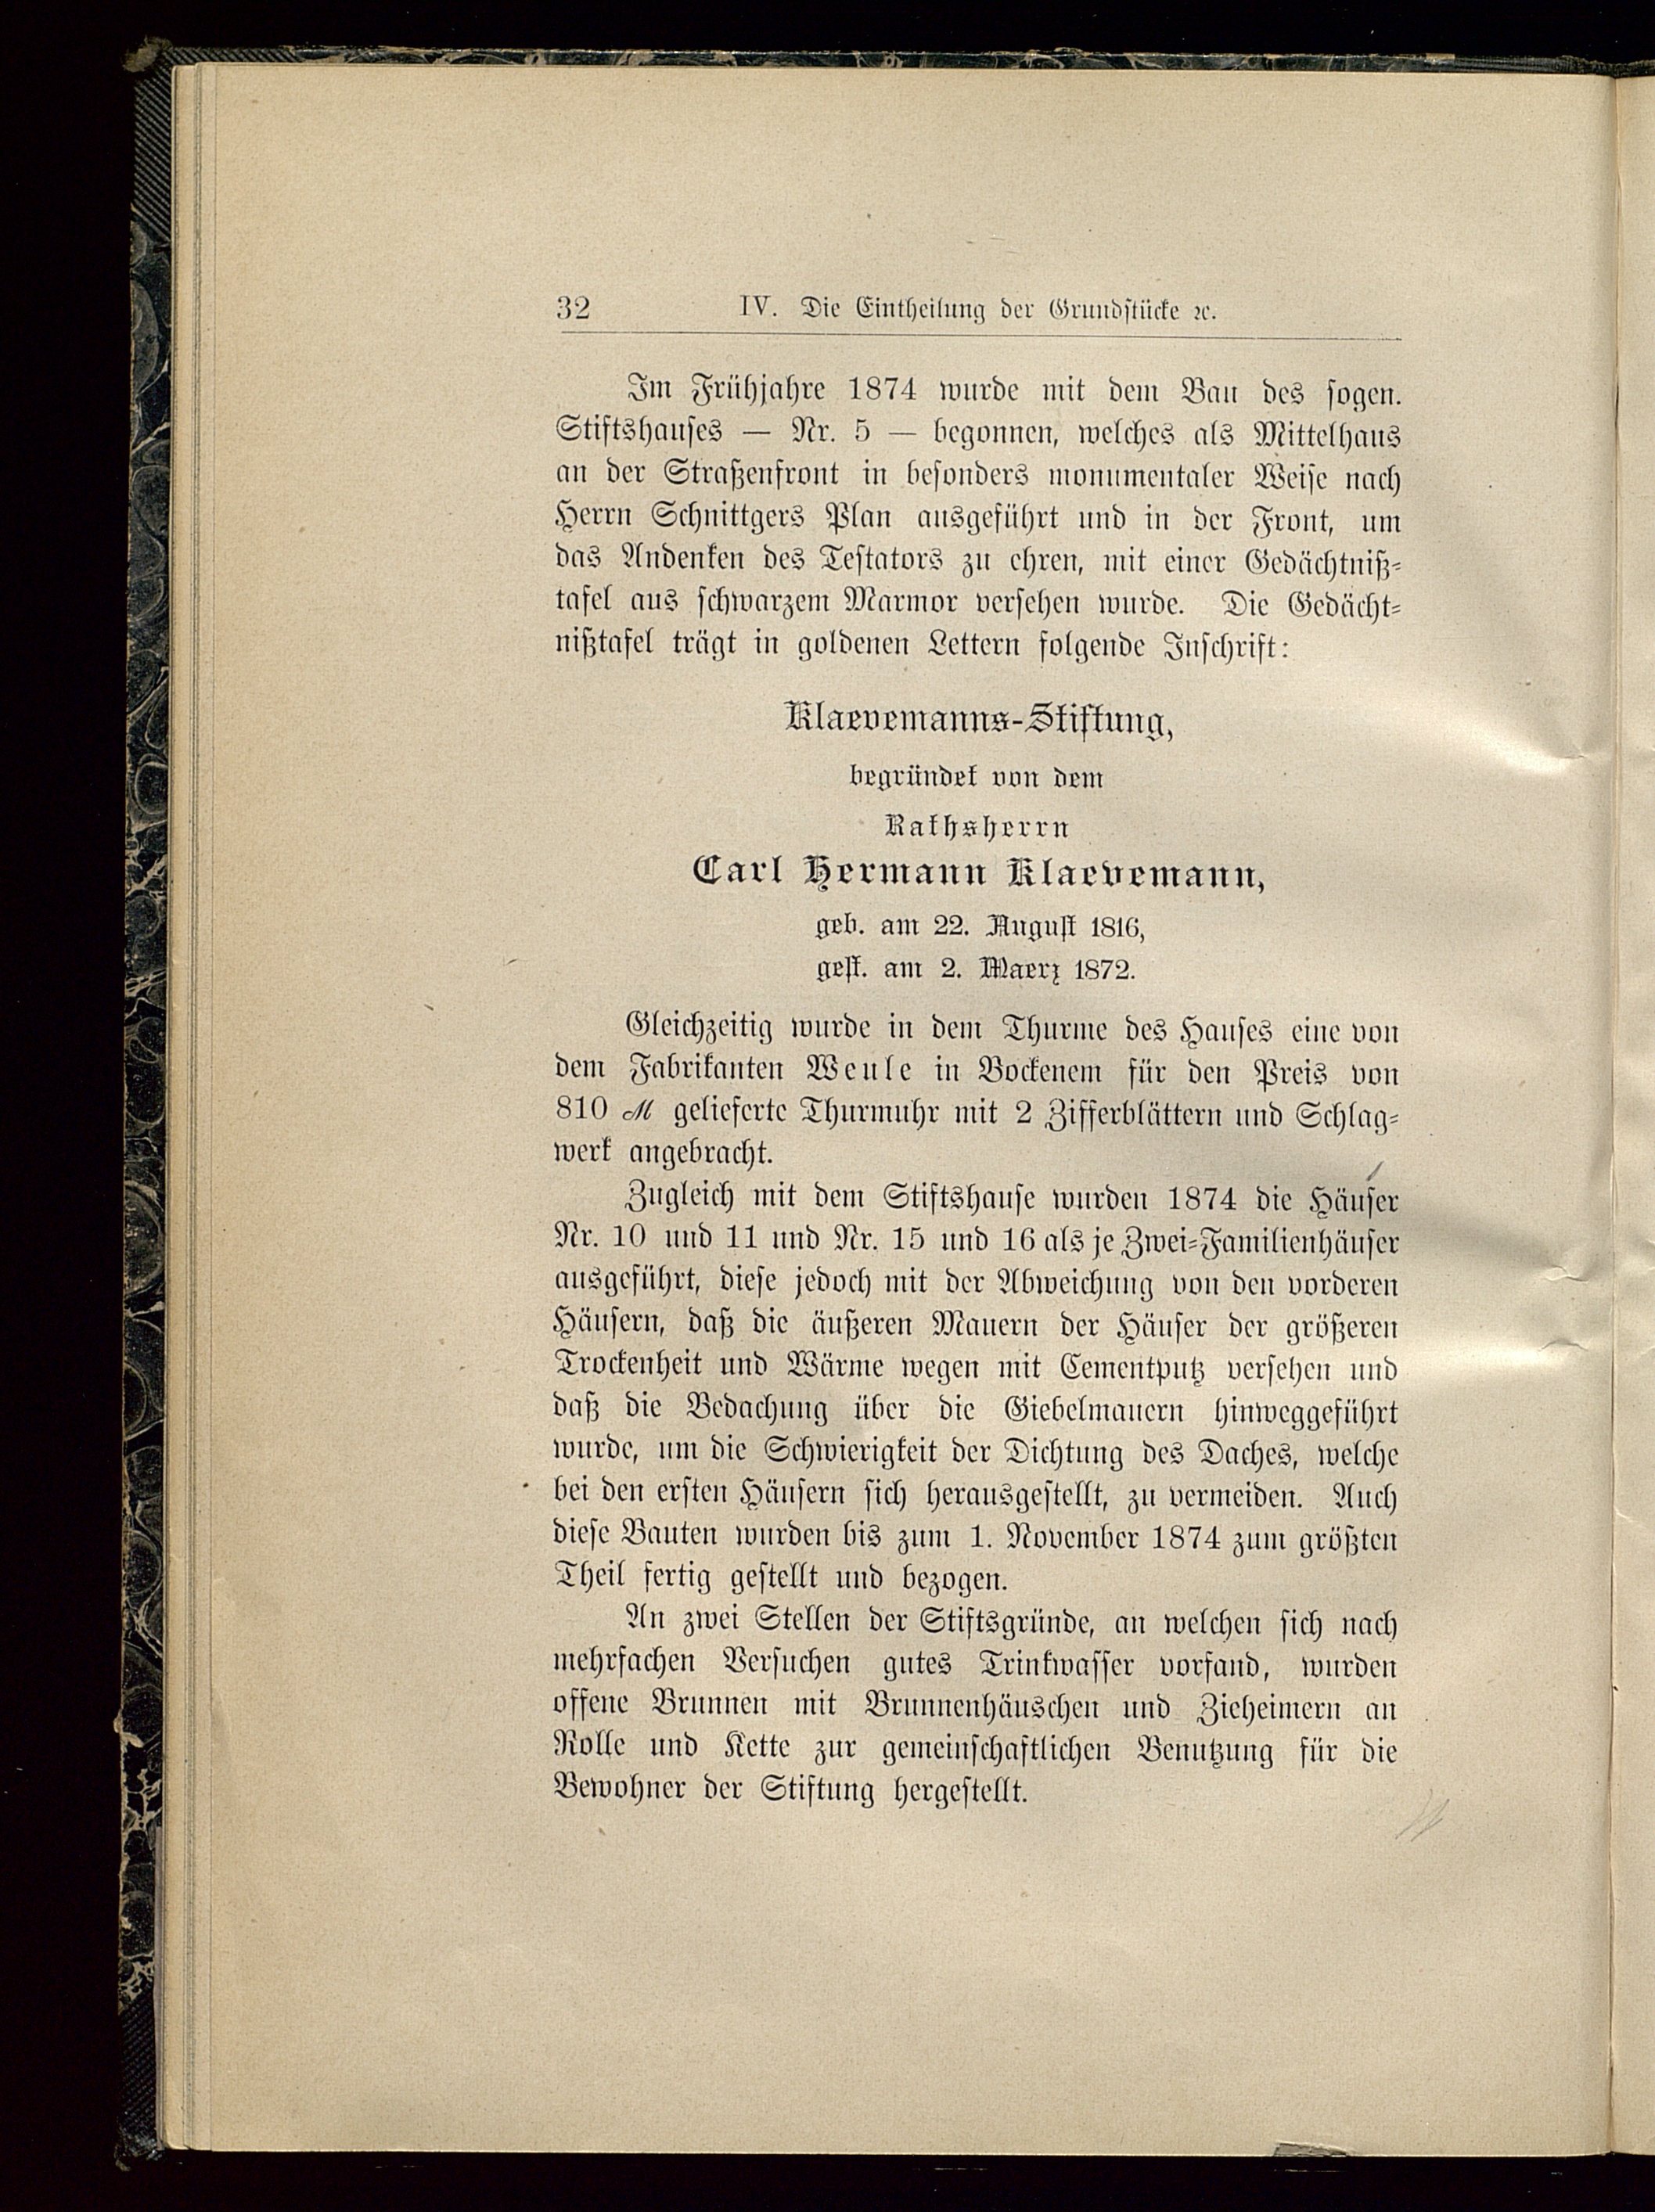 32 IV. Die Eintheilung der Grundstücke ꝛc.
Im Frühjahre 1874 wurde mit dem Bau des sogen.
Stiftshauses — Nr. 5 — begonnen, welches als Mittelhaus
an der Straßenfront in besonders monumentaler Weise nach
Herrn Schnittgers Plan ausgeführt und in der Front, um
das Andenken des Testators zu ehren, mit einer Gedächtniß-
tafel aus schwarzem Marmor versehen wurde. Die Gedächt-
nißtafel trägt in goldenen Lettern folgende Inschrift:
Klaevemanns-Stiftung,
begründet von dem
Rathsherrn
Carl Hermann Klaevemann,
geb. am 22. August 1816,
gest. am 2. Maerz 1872.
Gleichzeitig wurde in dem Thurme des Hauses eine von
dem Fabrikanten Weule in Bockenem für den Preis von
810 ℳ gelieferte Thurmuhr mit 2 Zifferblättern und Schlag-
werk angebracht.
Zugleich mit dem Stiftshause wurden 1874 die Häuser
Nr. 10 und 11 und Nr. 15 und 16 als je Zwei-Familienhäuser
ausgeführt, diese jedoch mit der Abweichung von den vorderen
Häusern, daß die äußeren Mauern der Häuser der größeren
Trockenheit und Wärme wegen mit Cementputz versehen und
daß die Bedachung über die Giebelmauern hinweggeführt
wurde, um die Schwierigkeit der Dichtung des Daches, welche
bei den ersten Häusern sich herausgestellt, zu vermeiden. Auch
diese Bauten wurden bis zum 1. November 1874 zum größten
Theil fertig gestellt und bezogen.
An zwei Stellen der Stiftsgründe, an welchen sich nach
mehrfachen Versuchen gutes Trinkwasser vorfand, wurden
offene Brunnen mit Brunnenhäuschen und Zieheimern an
Rolle und Kette zur gemeinschaftlichen Benutzung für die
Bewohner der Stiftung hergestellt.